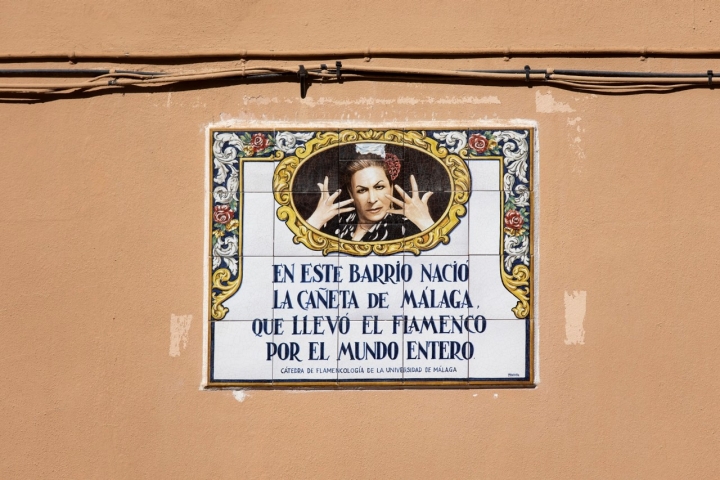 EN ESTE BARRIO NACIÓ
LA CAÑETA DE MÁLAGA,
QUE LLEVÓ EL FLAMENCO
POR EL MUNDO ENTERO
CÁTEDRA DE FLAMENCOLOGÍA DE LA UNIVERSIDAD DE MÁLAGA